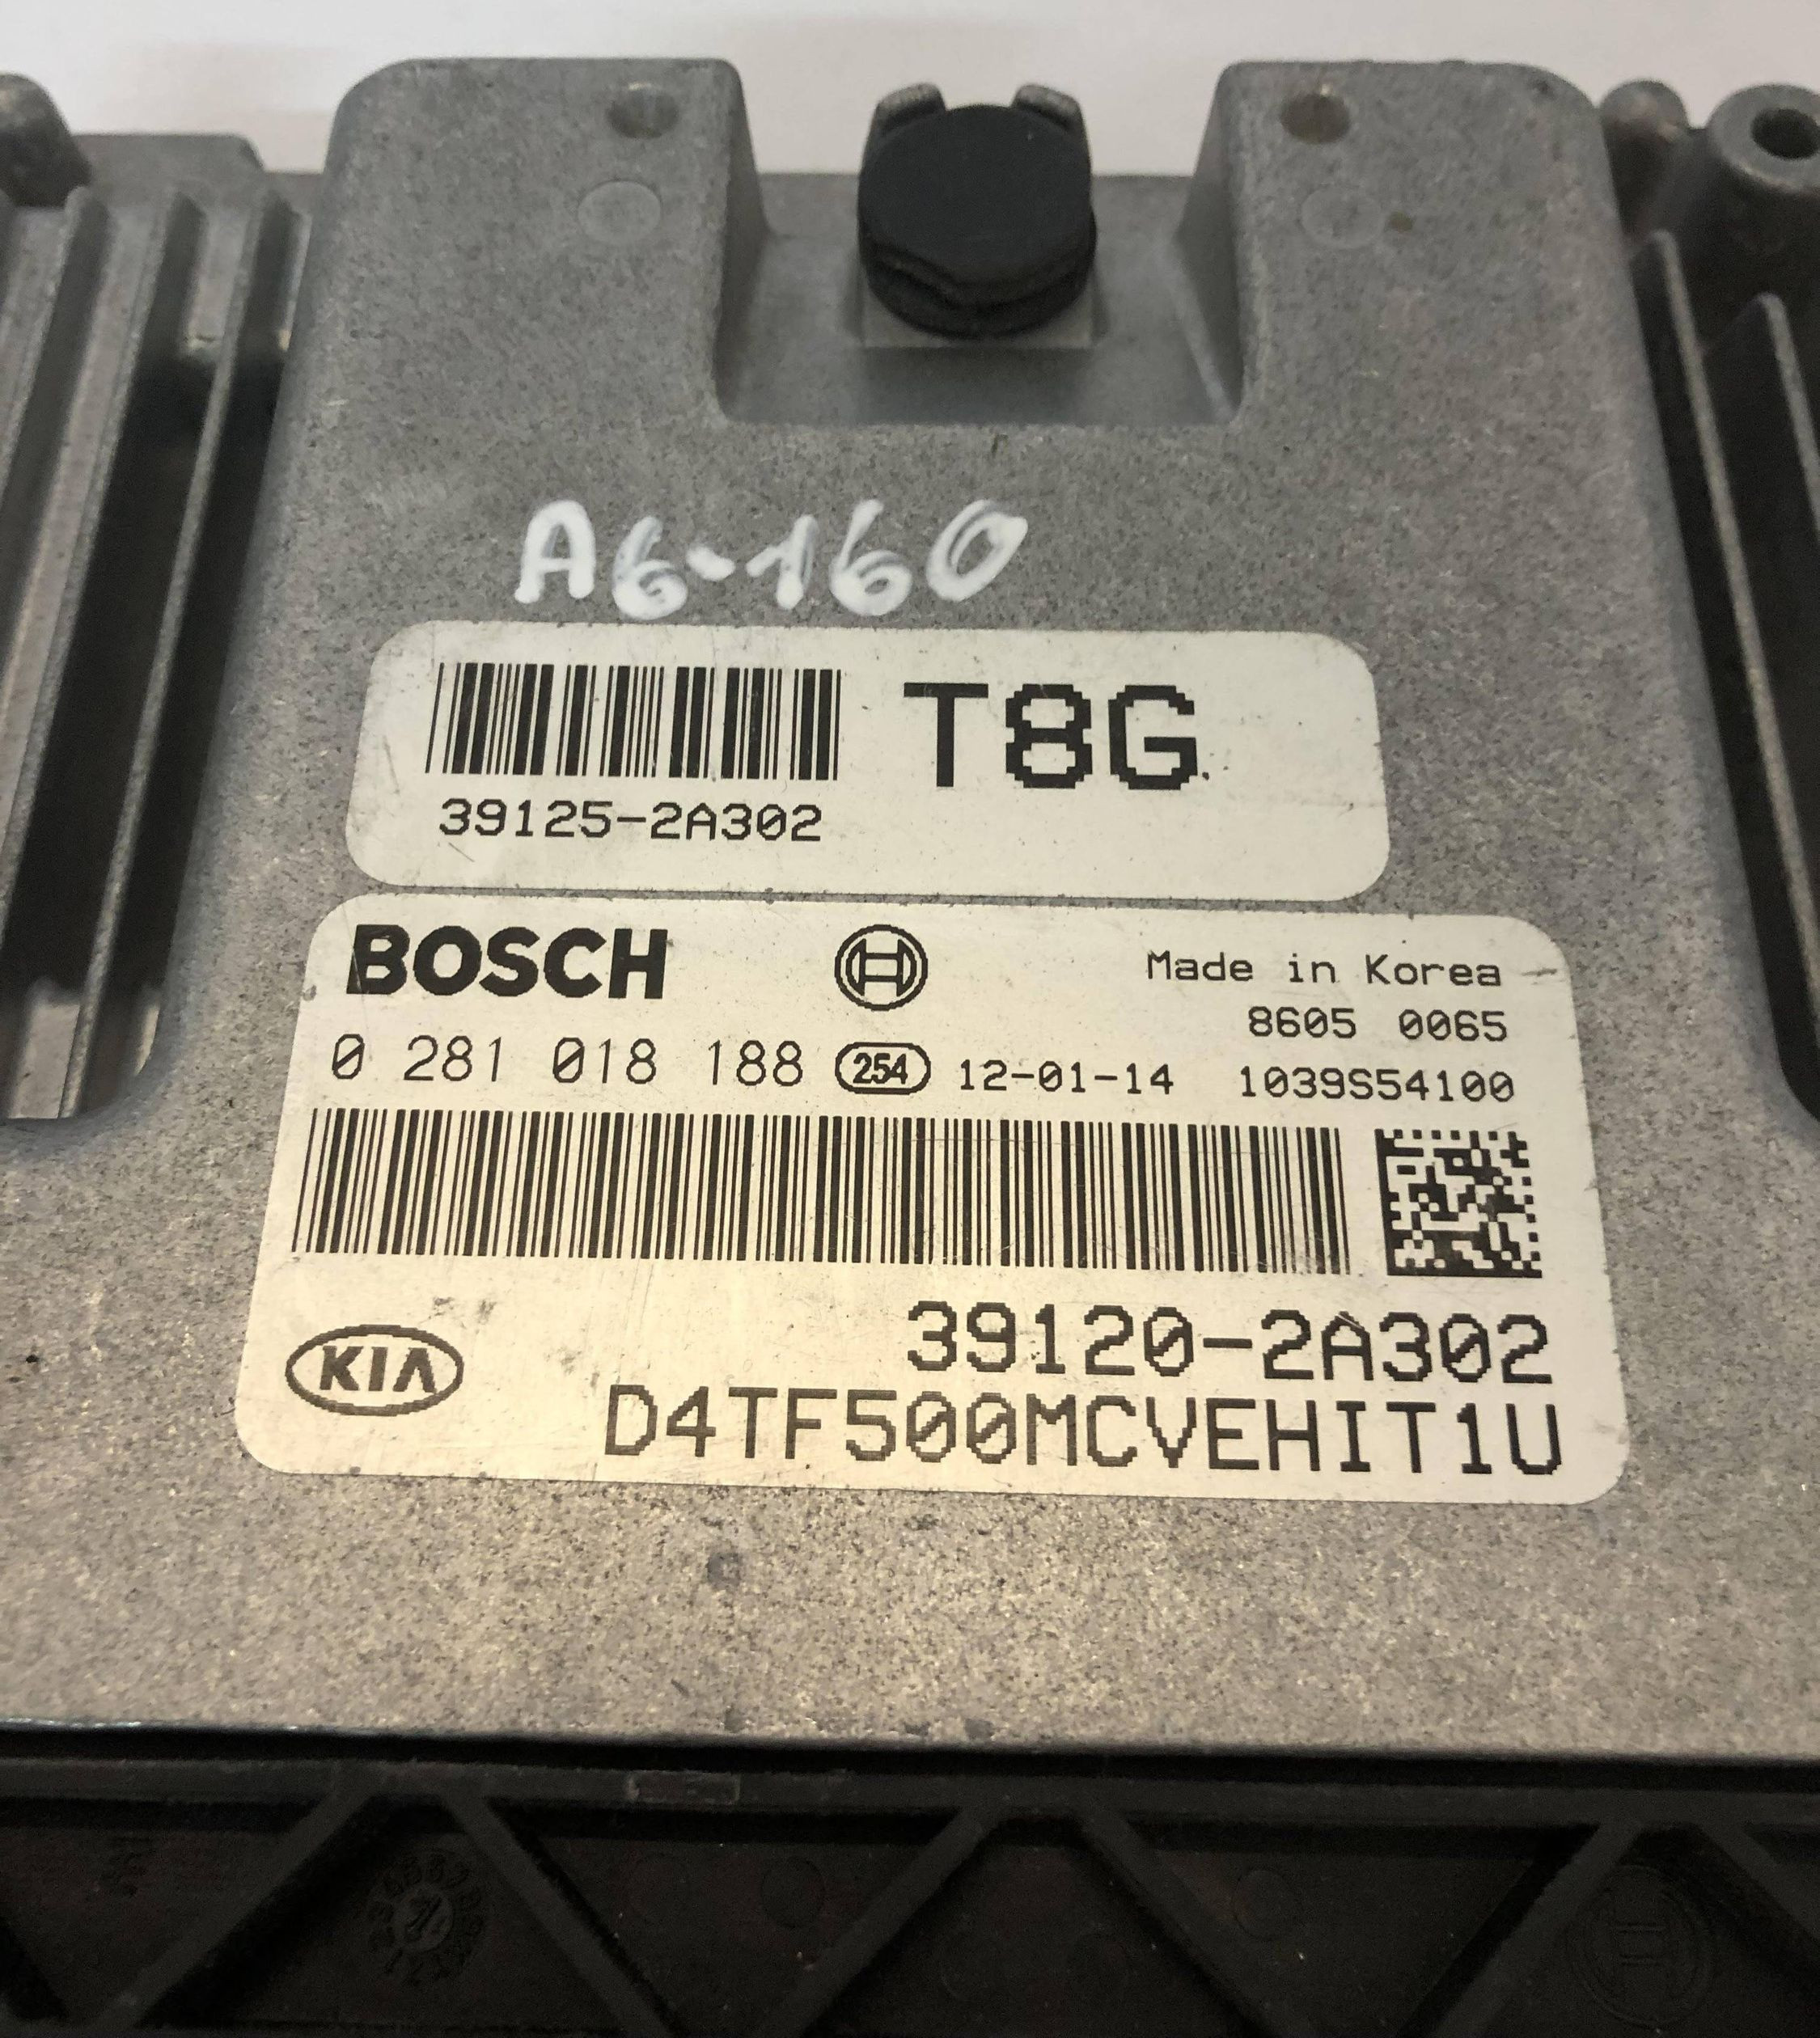 A6-160
T8G
39125-2A302
BOSCH
Made in Korea
8605 0065
0 281 018 188 254 12-01-14 1039S54100
39120-2A302
KIA
D4TF500MCVEHIT1U